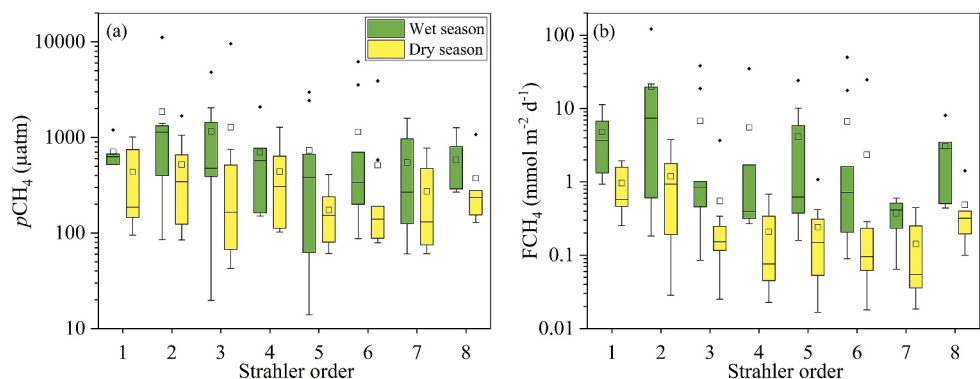 (a)
Wet season
Dry season
pCH₄ (µatm)
10000
1000
100
10
1 2 3 4 5 6 7 8
Strahler order
(b)
FCH₄ (mmol m⁻² d⁻¹)
100
10
1
0.1
0.01
1 2 3 4 5 6 7 8
Strahler order